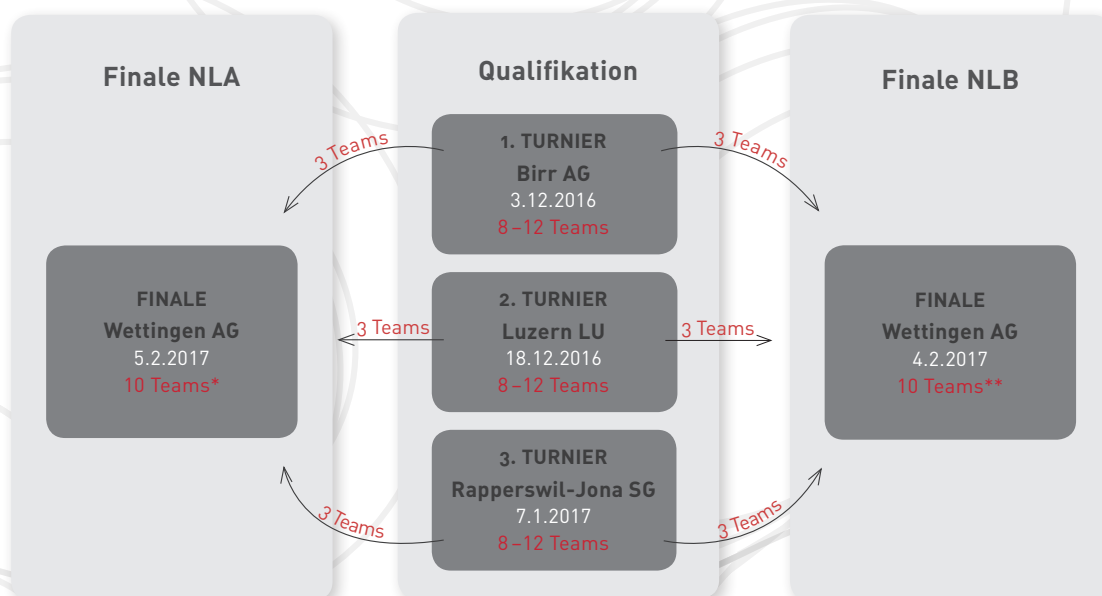 Finale NLA
3 Teams
FINALE
Wettingen AG
5.2.2017
10 Teams*
3 Teams
3 Teams
Qualifikation
1. TURNIER
Birr AG
3.12.2016
8–12 Teams
2. TURNIER
Luzern LU
18.12.2016
8–12 Teams
3. TURNIER
Rapperswil-Jona SG
7.1.2017
8–12 Teams
Finale NLB
3 Teams
3 Teams
FINALE
Wettingen AG
4.2.2017
10 Teams**
3 Teams